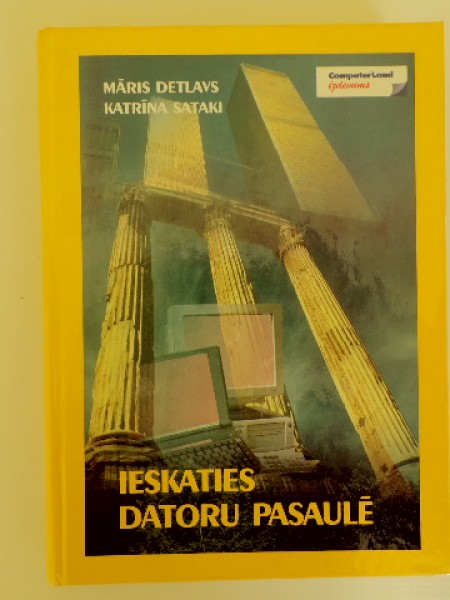 MĀRIS DETLAVS
KATRĪNA SATAKI
ComputerLand
izdevums
IESKATIES
DATORU PASAULĒ